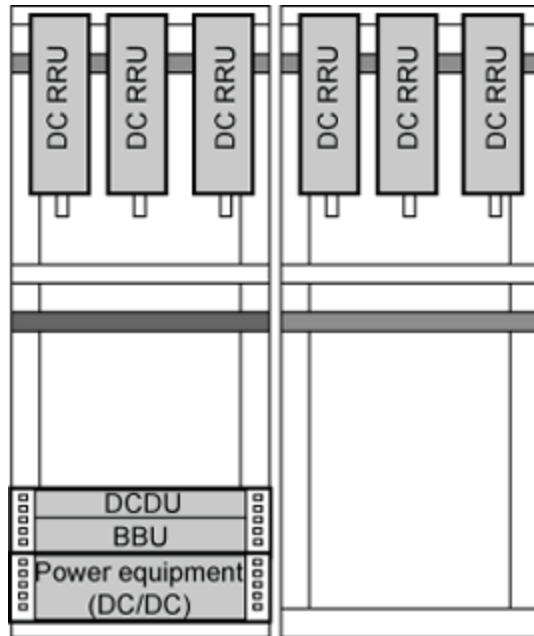 DC RRU
DC RRU
DC RRU
DC RRU
DC RRU
DC RRU
DCDU
BBU
Power equipment
(DC/DC)